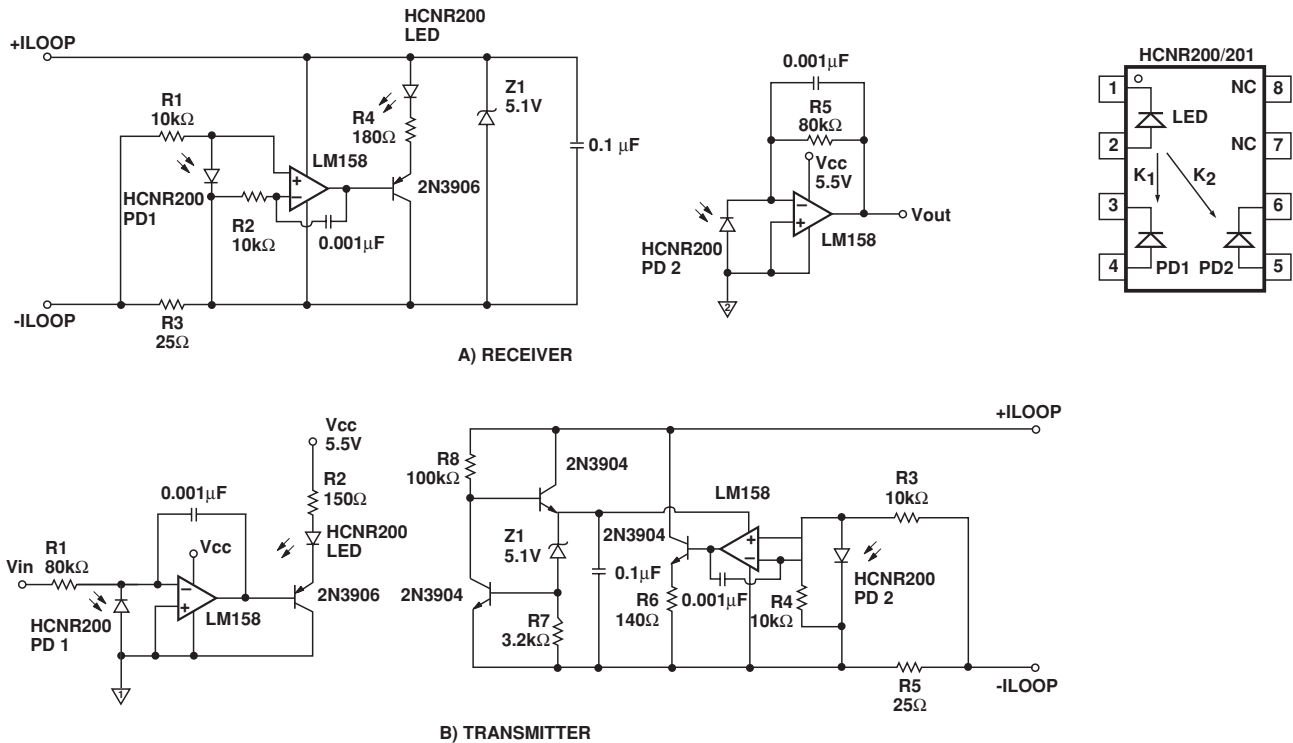 HCNR200
LED
+ILOOP
R1
10kΩ
HCNR200
PD1
R2
10kΩ
LM158
0.001μF
R4
180Ω
2N3906
Z1
5.1V
0.1 μF
-ILOOP
R3
25Ω
0.001μF
R5
80kΩ
Vcc
5.5V
HCNR200
PD 2
LM158
Vout
2
HCNR200/201
1
2
3
4
LED
K1
K2
PD1
PD2
NC
NC
8
7
6
5
A) RECEIVER
Vin
R1
80kΩ
HCNR200
PD 1
0.001μF
Vcc
LM158
Vcc
5.5V
R2
150Ω
HCNR200
LED
2N3906
1
R8
100kΩ
2N3904
2N3904
Z1
5.1V
R7
3.2kΩ
0.1μF
2N3904
R6
140Ω
0.001μF
LM158
R4
10kΩ
HCNR200
PD 2
R3
10kΩ
R5
25Ω
+ILOOP
-ILOOP
B) TRANSMITTER